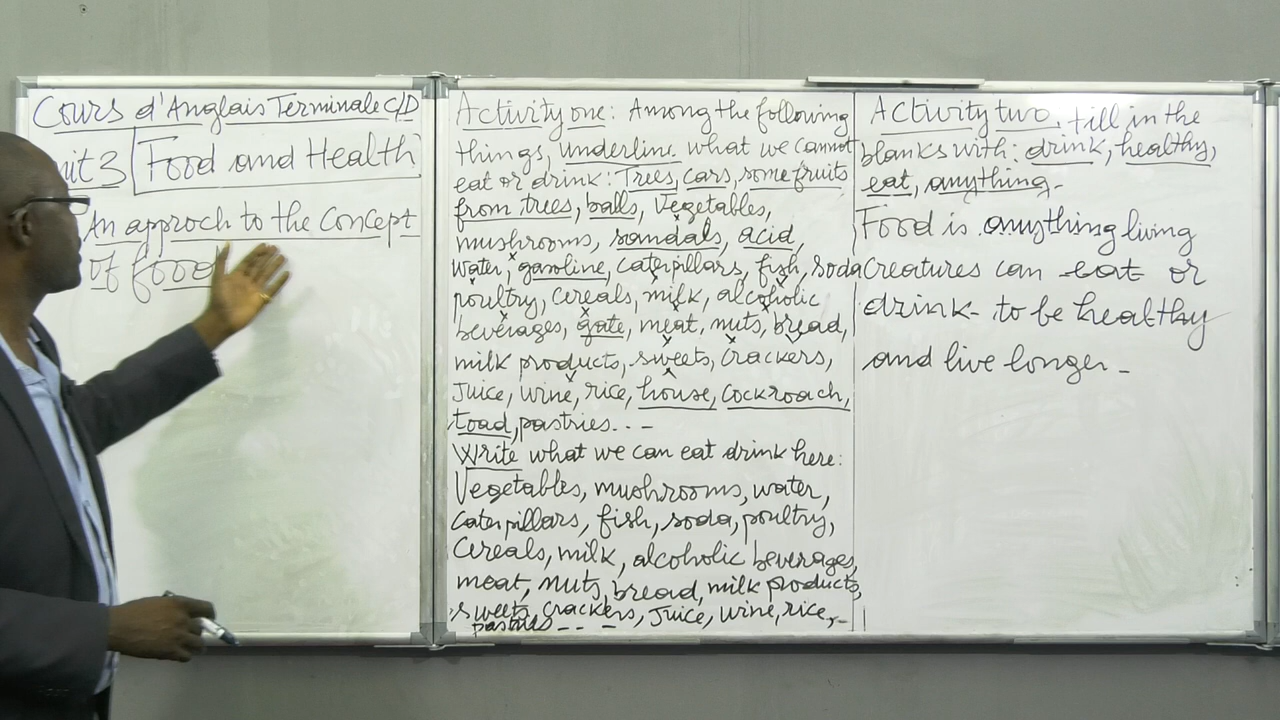 Cours d'Anglais Terminale C/D
Unit 3 Food and Health
An approch to the Concept
of food
Activity one: Among the following
things, underline what we cannot
eat or drink: Trees, cars, some fruits
from trees, balls, vegetables,
mushrooms, sandals, acid,
water, gasoline, caterpillars, fish, soda
poultry, cereals, milk, alcoholic
beverages, gate, meat, nuts, bread,
milk products, sweets, crackers,
Juice, wine, rice, house, cockroach,
toad, pastries...
Write what we can eat drink here:
Vegetables, mushrooms, water,
caterpillars, fish, soda, poultry,
Cereals, milk, alcoholic beverages,
meat, nuts, bread, milk products,
sweets, crackers, Juice, wine, rice,
pastries - - -
Activity two. fill in the
blanks with: drink, healthy,
eat, anything.
Food is anything living
Creatures can eat or
drink to be healthy
and live longer.